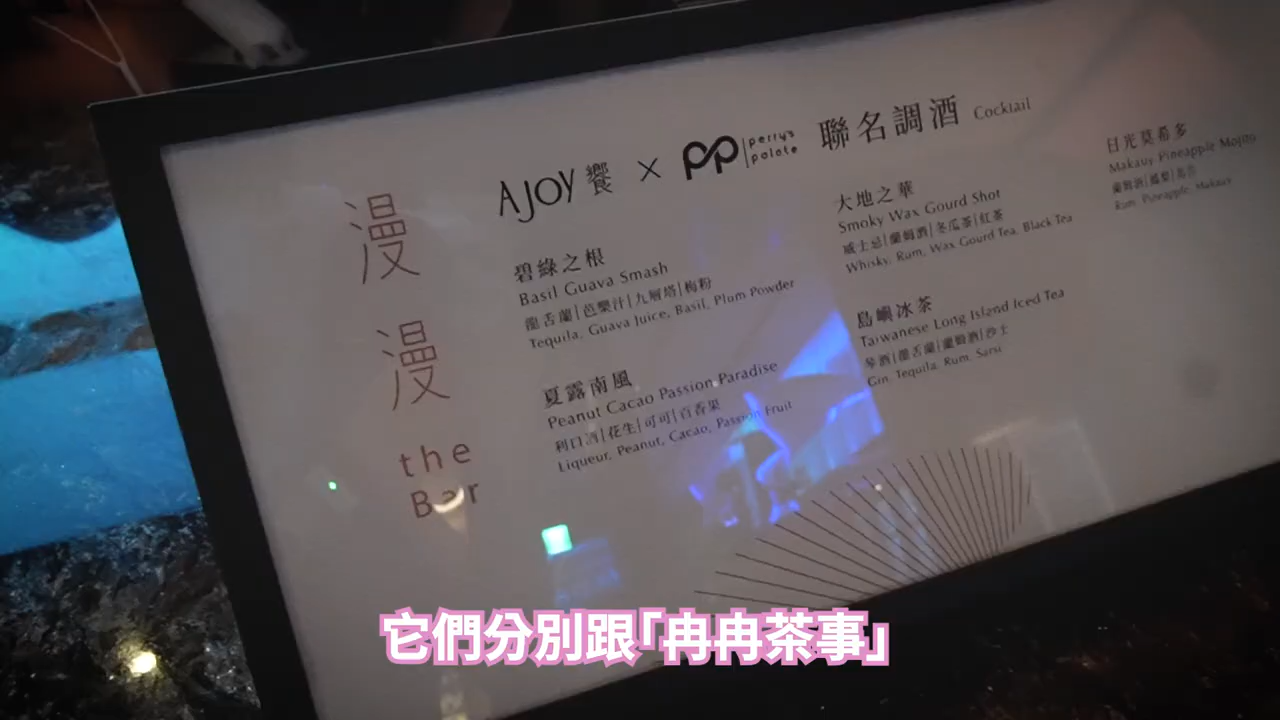 漫漫
the
Bar
AJOY 饗 × PP perry's palate 聯名調酒 Cocktail
碧綠之根
Basil Guava Smash
龍舌蘭|芭樂汁|九層塔|梅粉
Tequila, Guava Juice, Basil, Plum Powder
夏露南風
Peanut Cacao Passion Paradise
利口酒|花生|可可|百香果
Liqueur, Peanut, Cacao, Passion Fruit
大地之華
Smoky Wax Gourd Shot
威士忌|蘭姆酒|冬瓜茶|紅茶
Whisky, Rum, Wax Gourd Tea, Black Tea
島嶼冰茶
Taiwanese Long Island Iced Tea
琴酒|龍舌蘭|蘭姆酒|沙士
Gin, Tequila, Rum, Sarsi
日光莫希多
Makauy Pineapple Mojito
蘭姆酒|鳳梨|馬告
Rum, Pineapple, Makauy
它們分別跟「冉冉茶事」